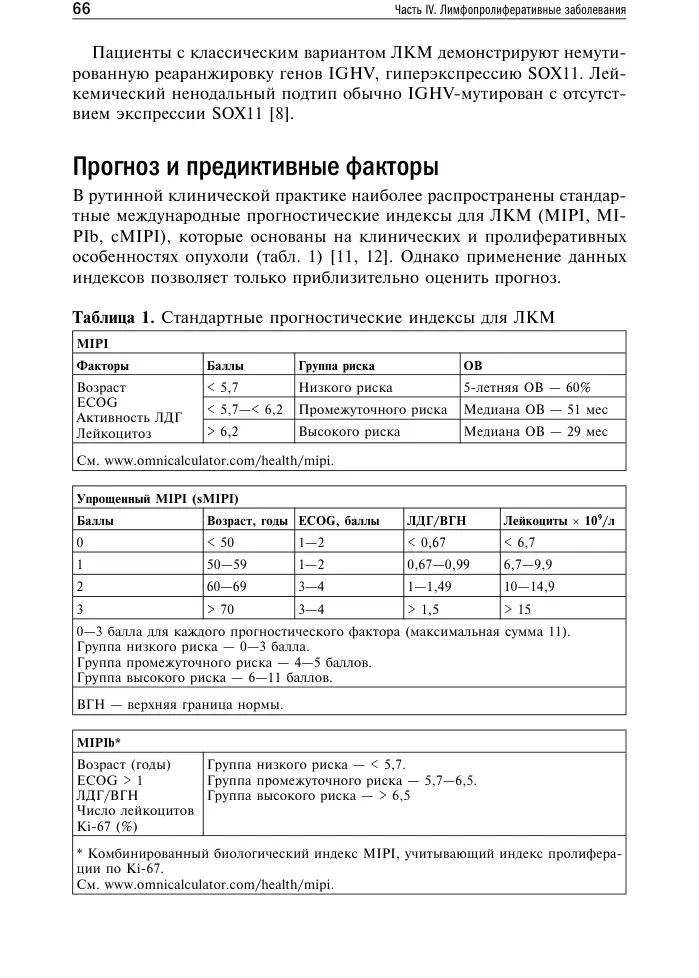 66
Часть IV. Лимфопролиферативные заболевания
Пациенты с классическим вариантом ЛКМ демонстрируют немути-
рованную реаранжировку генов IGHV, гиперэкспрессию SOX11. Лей-
кемический ненодальный подтип обычно IGHV-мутирован с отсутст-
вием экспрессии SOX11 [8].
Прогноз и предиктивные факторы
В рутинной клинической практике наиболее распространены стандар-
тные международные прогностические индексы для ЛКМ (MIPI, MI-
PIb, cMIPI), которые основаны на клинических и пролиферативных
особенностях опухоли (табл. 1) [11, 12]. Однако применение данных
индексов позволяет только приблизительно оценить прогноз.
Таблица 1. Стандартные прогностические индексы для ЛКМ
MIPI
Факторы Баллы Группа риска ОВ
Возраст
ECOG
Активность ЛДГ
Лейкоцитоз
< 5,7 Низкого риска 5-летняя ОВ — 60%
< 5,7—< 6,2 Промежуточного риска Медиана ОВ — 51 мес
> 6,2 Высокого риска Медиана ОВ — 29 мес
См. www.omnicalculator.com/health/mipi.
Упрощенный MIPI (sMIPI)
Баллы Возраст, годы ECOG, баллы ЛДГ/ВГН Лейкоциты × 10⁹/л
0 < 50 1—2 < 0,67 < 6,7
1 50—59 1—2 0,67—0,99 6,7—9,9
2 60—69 3—4 1—1,49 10—14,9
3 > 70 3—4 > 1,5 > 15
0—3 балла для каждого прогностического фактора (максимальная сумма 11).
Группа низкого риска — 0—3 балла.
Группа промежуточного риска — 4—5 баллов.
Группа высокого риска — 6—11 баллов.
ВГН — верхняя граница нормы.
MIPIb*
Возраст (годы)
ECOG > 1
ЛДГ/ВГН
Число лейкоцитов
Ki-67 (%)
Группа низкого риска — < 5,7.
Группа промежуточного риска — 5,7—6,5.
Группа высокого риска — > 6,5
* Комбинированный биологический индекс MIPI, учитывающий индекс пролифера-
ции по Ki-67.
См. www.omnicalculator.com/health/mipi.